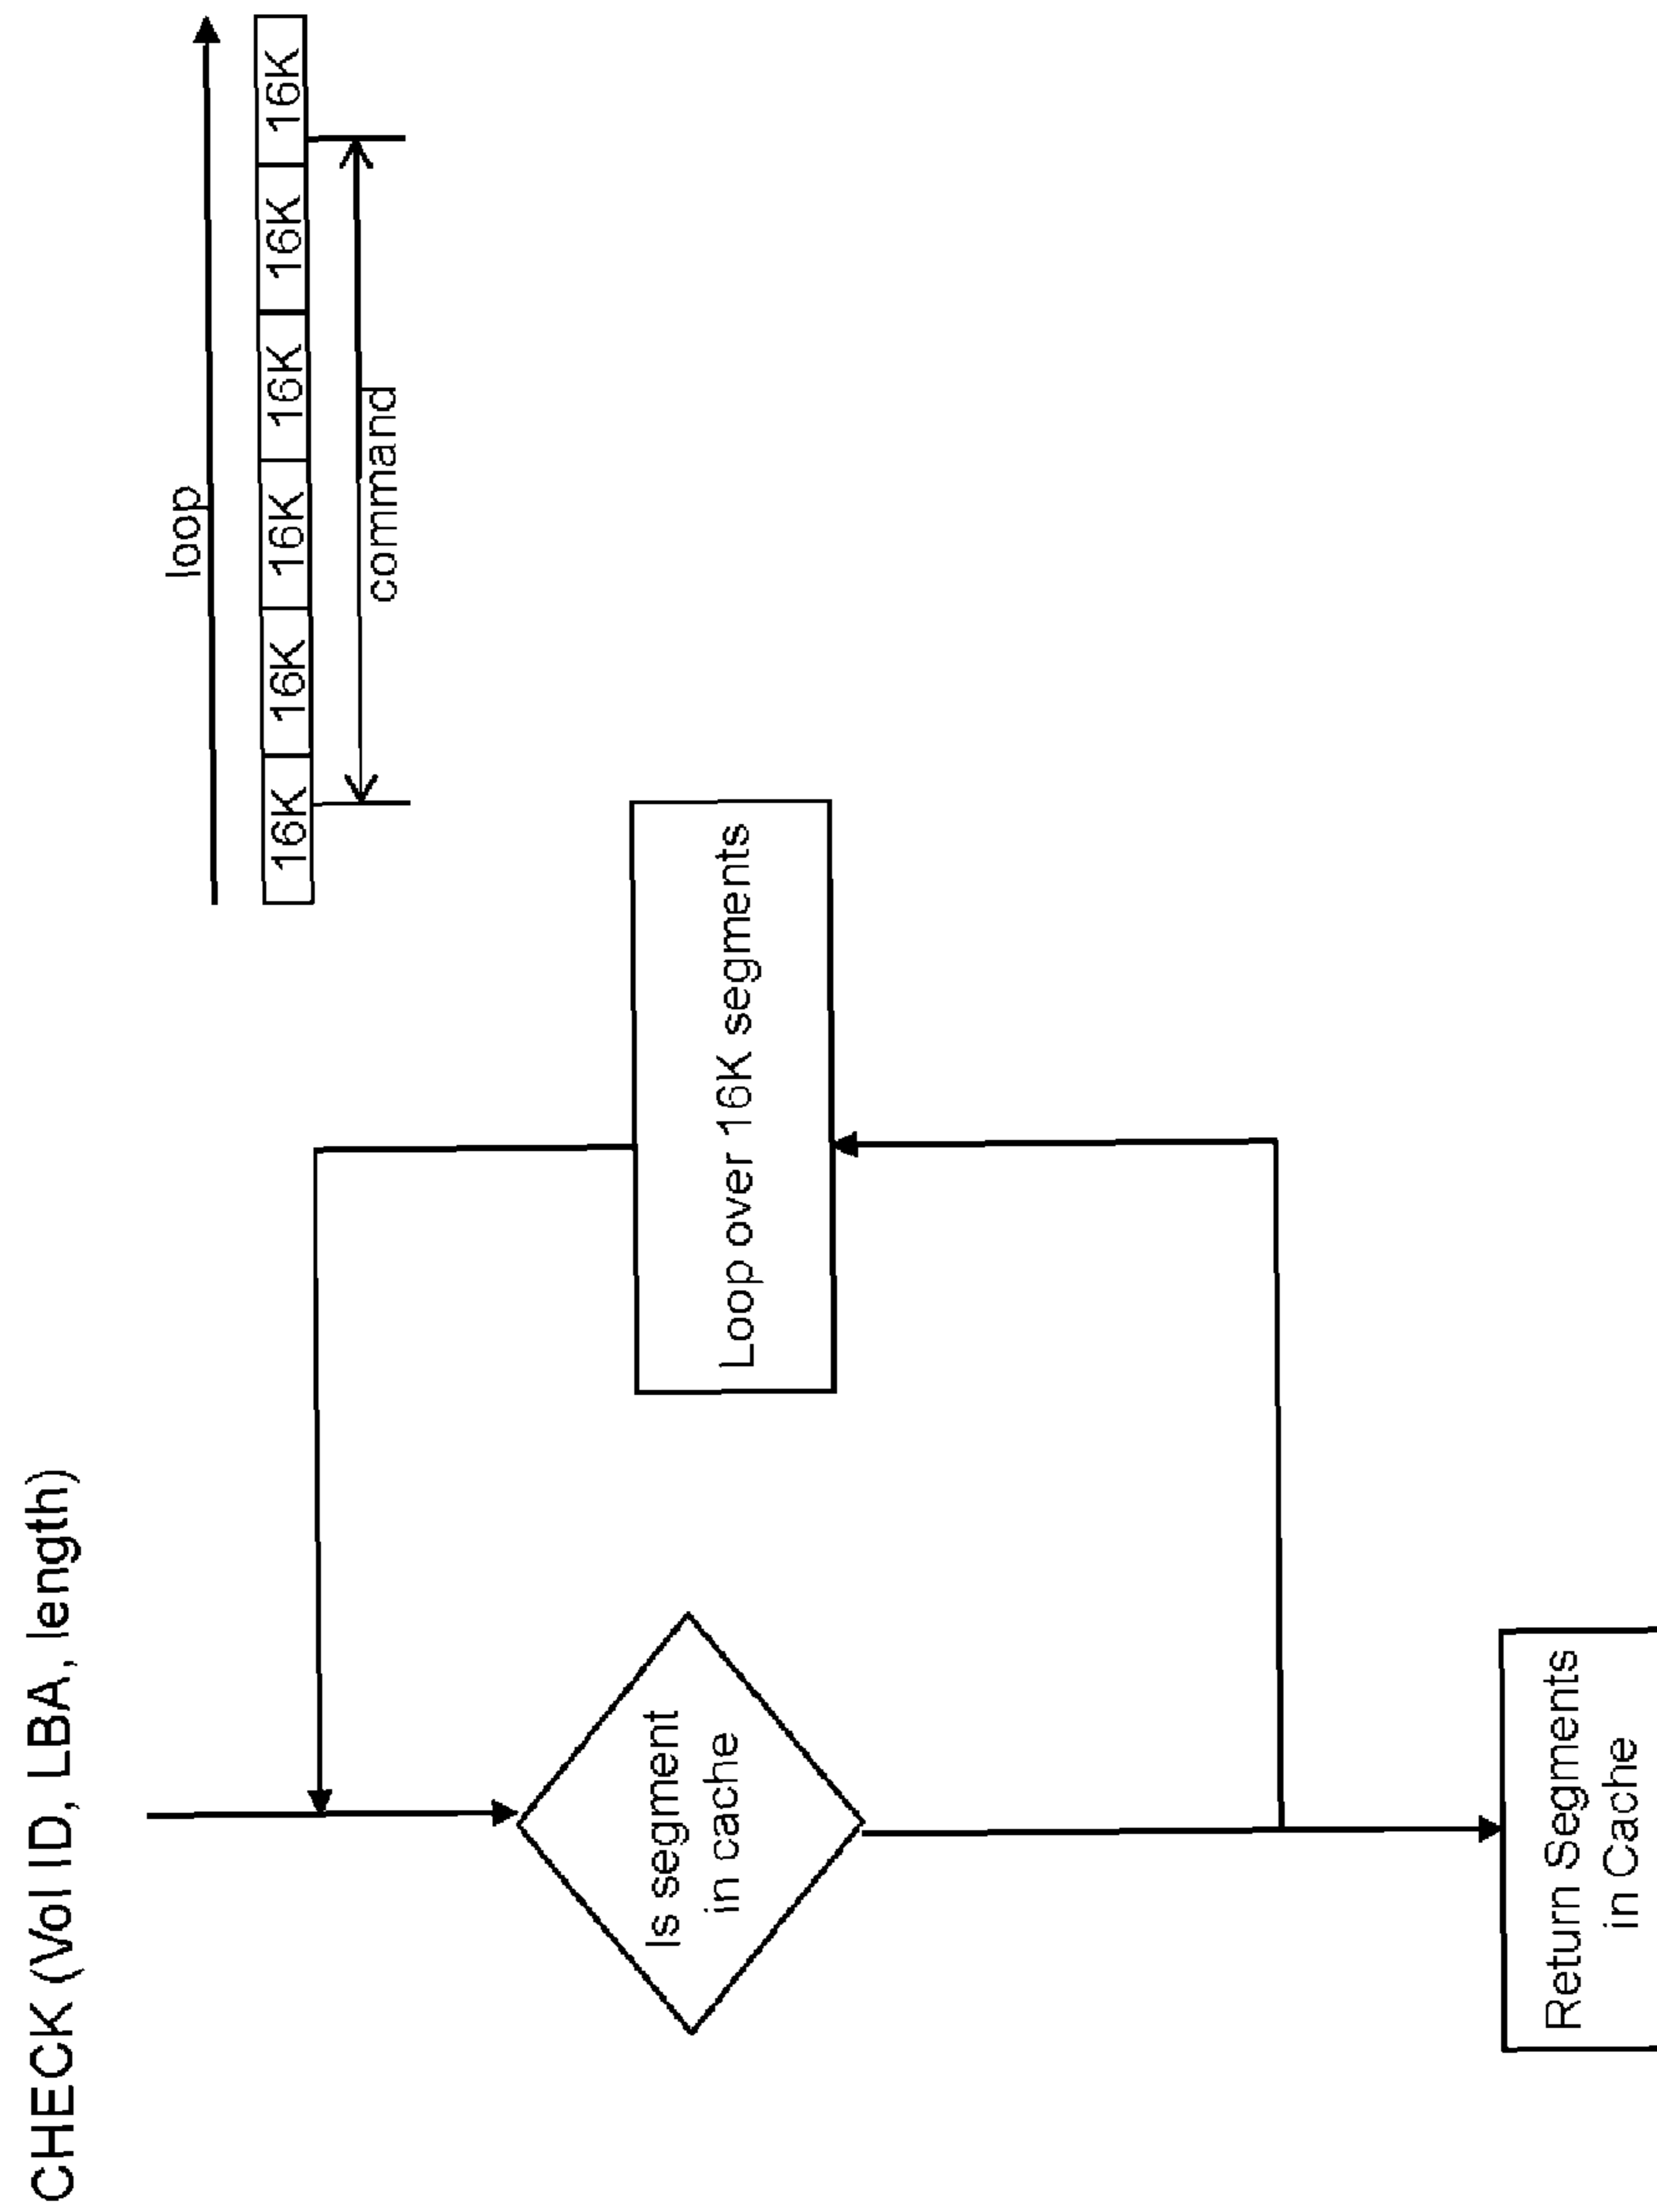 CHECK (Vol ID, LBA, length)
loop
16K 16K 16K 16K 16K 16K
command
Is segment
in cache
Loop over 16K segments
Return Segments
in Cache